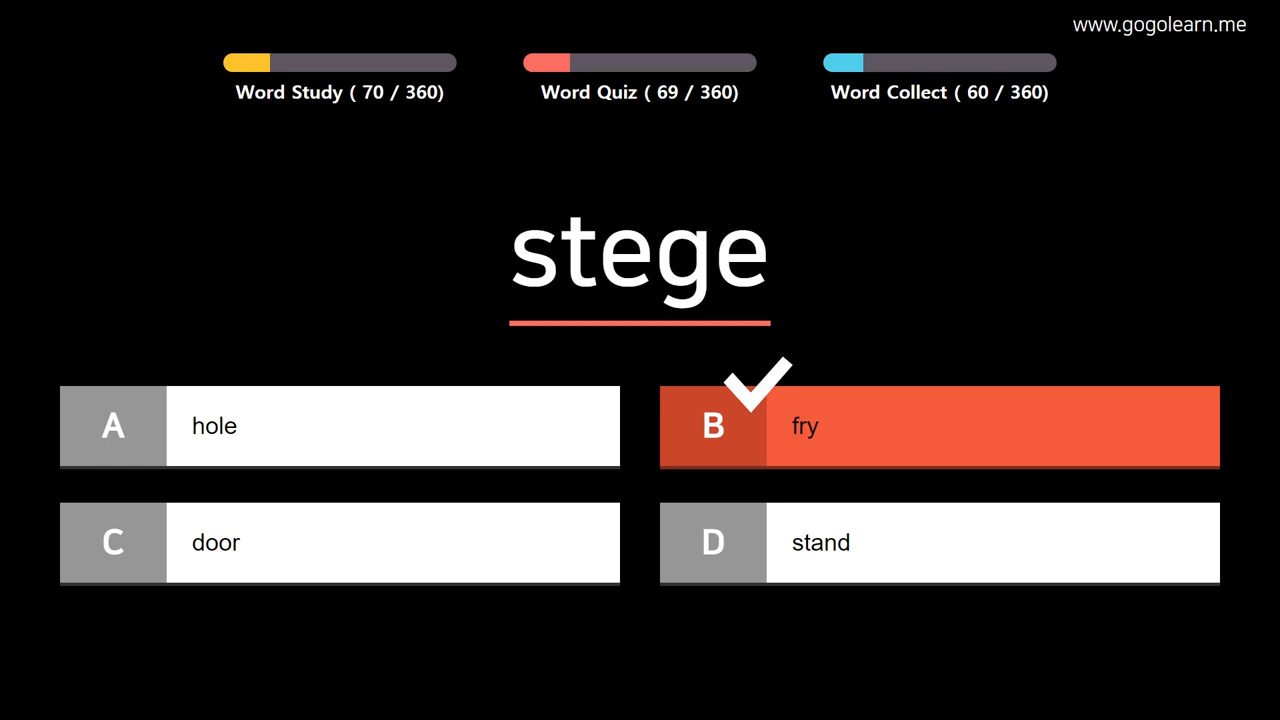 www.gogolearn.me
Word Study ( 70 / 360)
Word Quiz ( 69 / 360)
Word Collect ( 60 / 360)
stege
A hole
B fry
C door
D stand